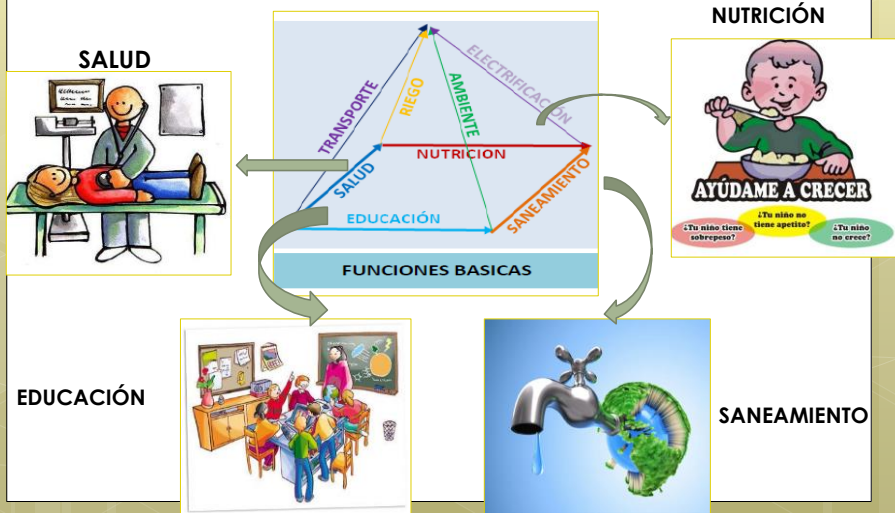 NUTRICIÓN
SALUD
TRANSPORTE
RIEGO
AMBIENTE
ELECTRIFICACIÓN
NUTRICION
SALUD
SANEAMIENTO
EDUCACIÓN
FUNCIONES BASICAS
AYÚDAME A CRECER
¿Tu niño tiene
sobrepeso?
¿Tu niño no
tiene apetito?
¿Tu niño
no crece?
EDUCACIÓN
SANEAMIENTO